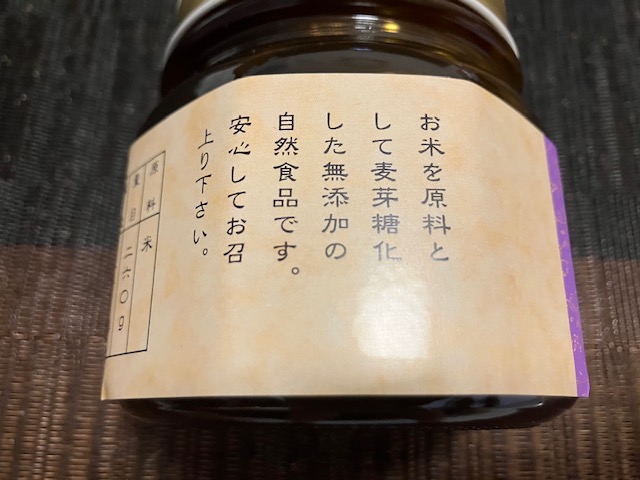 お米を原料と
して麦芽糖化
した無添加の
自然食品です。
安心してお召
上り下さい。
原料 米
量目 二六〇g